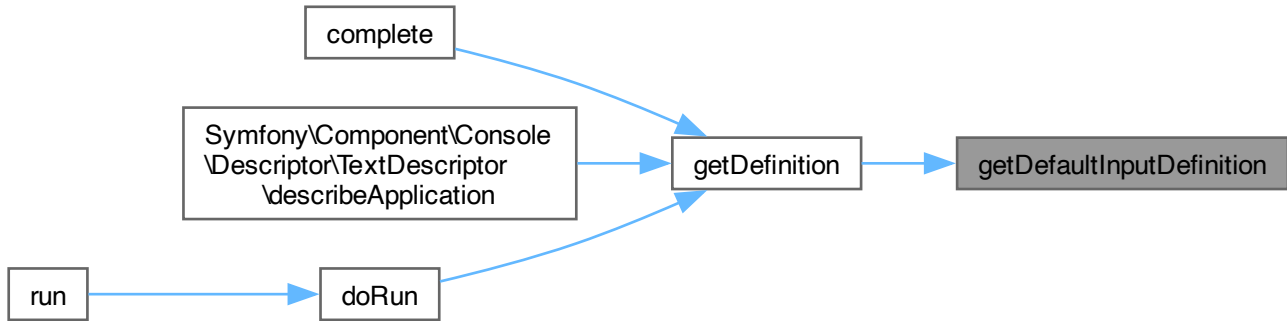 complete
Symfony\Component\Console
\Descriptor\TextDescriptor
\describeApplication
getDefinition
getDefaultInputDefinition
run
doRun